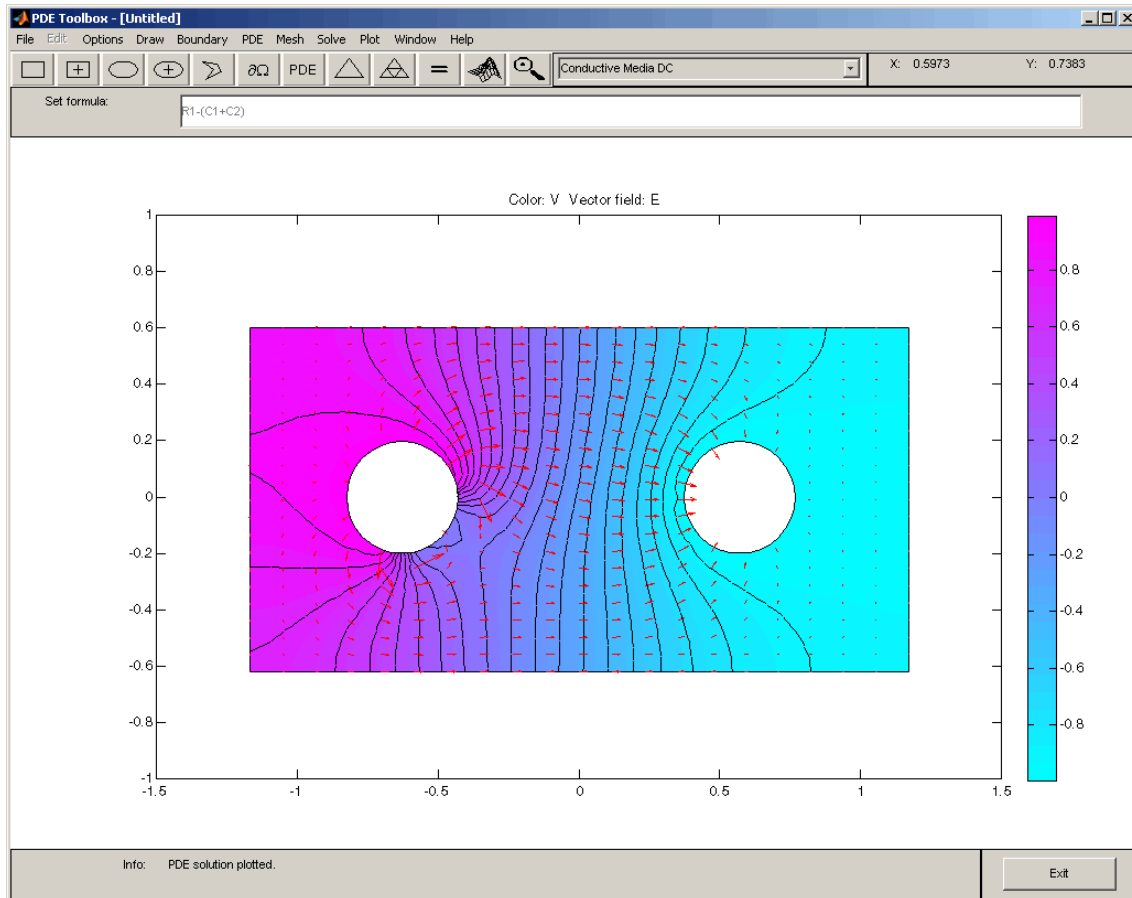 PDE Toolbox - [Untitled]
File Edit Options Draw Boundary PDE Mesh Solve Plot Window Help
∂Ω PDE = Conductive Media DC X: 0.5973 Y: 0.7383
Set formula: R1-(C1+C2)
Color: V Vector field: E
1
0.8
0.6
0.4
0.2
0
-0.2
-0.4
-0.6
-0.8
-1
-1.5 -1 -0.5 0 0.5 1 1.5
0.8
0.6
0.4
0.2
0
-0.2
-0.4
-0.6
-0.8
Info: PDE solution plotted.
Exit